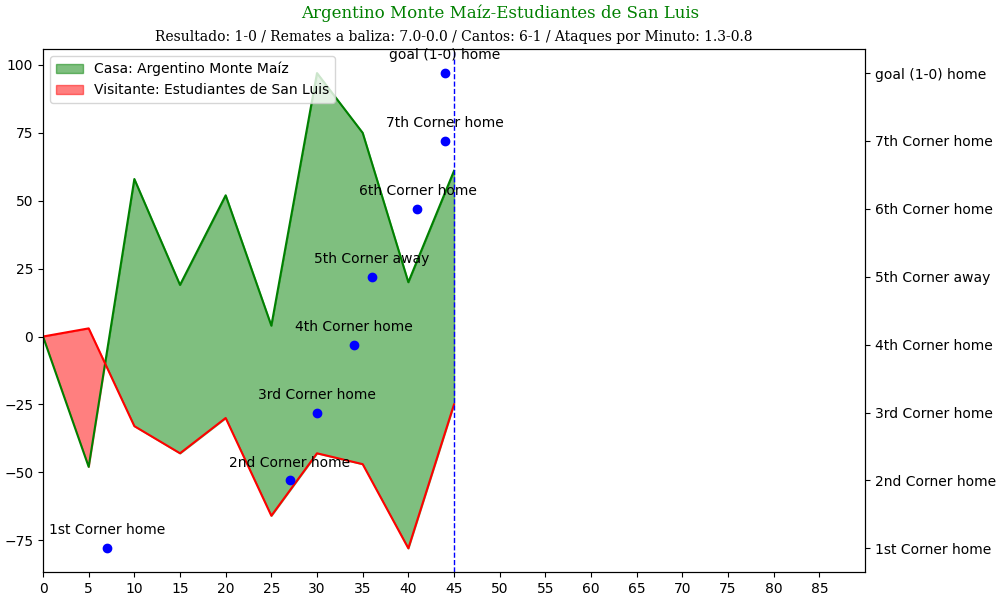 Argentino Monte Maíz-Estudiantes de San Luis
Resultado: 1-0 / Remates a baliza: 7.0-0.0 / Cantos: 6-1 / Ataques por Minuto: 1.3-0.8
Casa: Argentino Monte Maíz
Visitante: Estudiantes de San Luis
100
75
50
25
0
−25
−50
−75
goal (1-0) home
7th Corner home
6th Corner home
5th Corner away
4th Corner home
3rd Corner home
2nd Corner home
1st Corner home
goal (1-0) home
7th Corner home
6th Corner home
5th Corner away
4th Corner home
3rd Corner home
2nd Corner home
1st Corner home
0 5 10 15 20 25 30 35 40 45 50 55 60 65 70 75 80 85